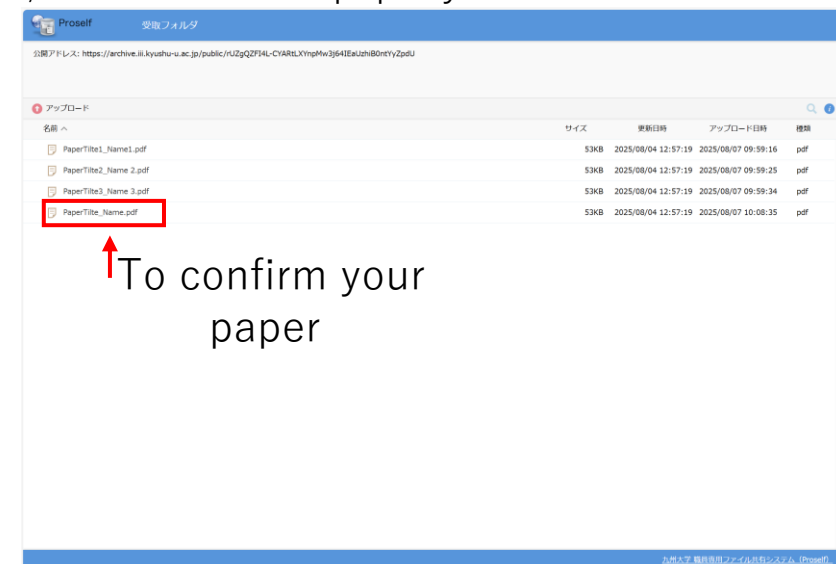 Proself 受取フォルダ
公開アドレス: https://archive.iii.kyushu-u.ac.jp/public/rUZgQZFI4L-CYARtLXYnpMw3j64IEaUzhiB0ntYyZpdU
アップロード
名前 サイズ 更新日時 アップロード日時 種類
PaperTilte1_Name1.pdf 53KB 2025/08/04 12:57:19 2025/08/07 09:59:16 pdf
PaperTilte2_Name 2.pdf 53KB 2025/08/04 12:57:19 2025/08/07 09:59:25 pdf
PaperTilte3_Name 3.pdf 53KB 2025/08/04 12:57:19 2025/08/07 09:59:34 pdf
PaperTilte_Name.pdf 53KB 2025/08/04 12:57:19 2025/08/07 10:08:35 pdf
To confirm your
paper
九州大学 職員専用ファイル共有システム (Proself)